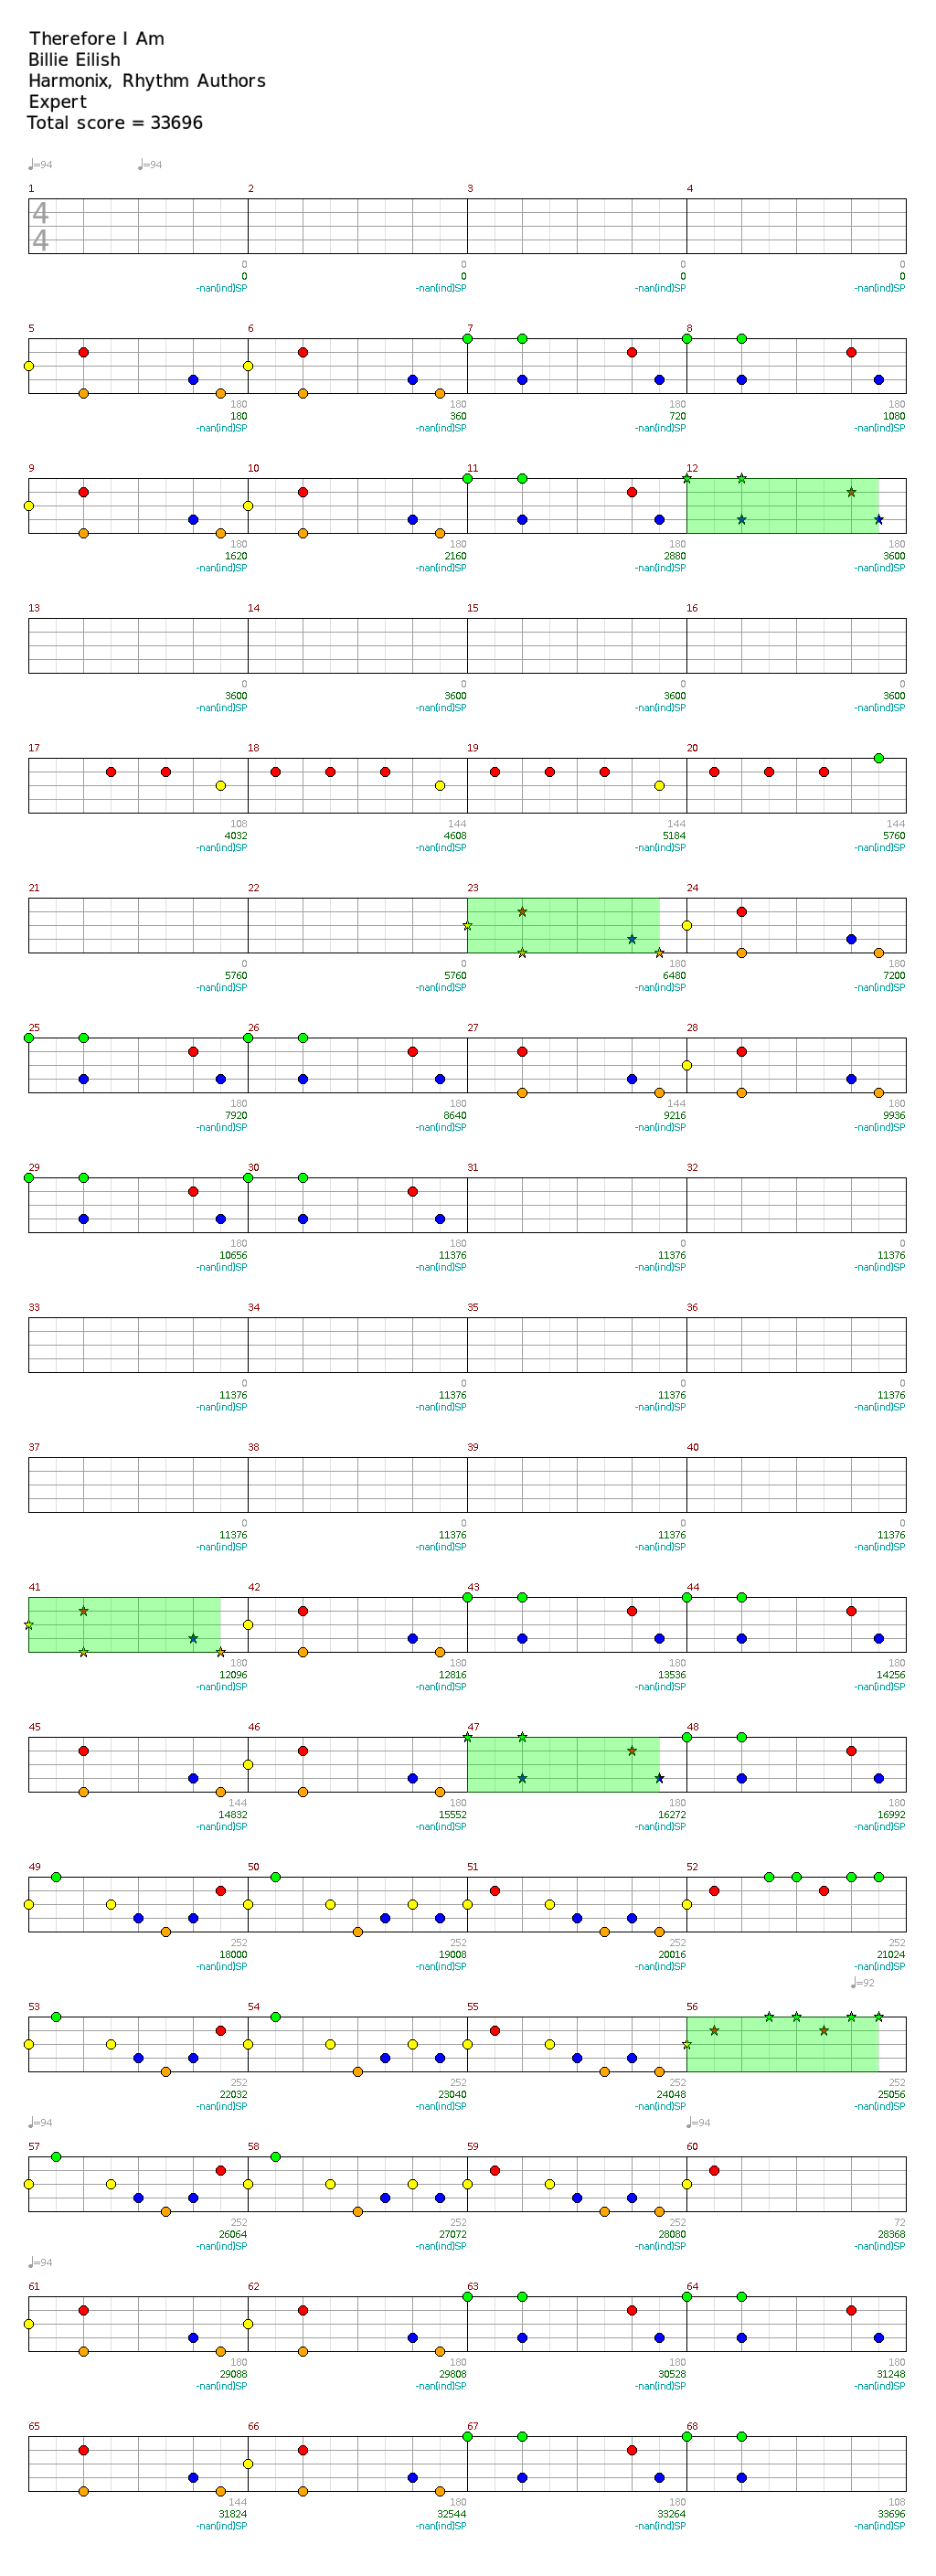 Therefore I Am
Billie Eilish
Harmonix, Rhythm Authors
Expert
Total score = 33696
♩=94 ♩=94
1 2 3 4
4
4
0 0 0 0
0 0 0 0
-nan(ind)SP -nan(ind)SP -nan(ind)SP -nan(ind)SP
5 6 7 8
180 180 180 180
180 360 720 1080
-nan(ind)SP -nan(ind)SP -nan(ind)SP -nan(ind)SP
9 10 11 12
180 180 180 180
1620 2160 2880 3600
-nan(ind)SP -nan(ind)SP -nan(ind)SP -nan(ind)SP
13 14 15 16
0 0 0 0
3600 3600 3600 3600
-nan(ind)SP -nan(ind)SP -nan(ind)SP -nan(ind)SP
17 18 19 20
108 144 144 144
4032 4608 5184 5760
-nan(ind)SP -nan(ind)SP -nan(ind)SP -nan(ind)SP
21 22 23 24
0 0 180 180
5760 5760 6480 7200
-nan(ind)SP -nan(ind)SP -nan(ind)SP -nan(ind)SP
25 26 27 28
180 180 144 180
7920 8640 9216 9936
-nan(ind)SP -nan(ind)SP -nan(ind)SP -nan(ind)SP
29 30 31 32
180 180 0 0
10656 11376 11376 11376
-nan(ind)SP -nan(ind)SP -nan(ind)SP -nan(ind)SP
33 34 35 36
0 0 0 0
11376 11376 11376 11376
-nan(ind)SP -nan(ind)SP -nan(ind)SP -nan(ind)SP
37 38 39 40
0 0 0 0
11376 11376 11376 11376
-nan(ind)SP -nan(ind)SP -nan(ind)SP -nan(ind)SP
41 42 43 44
180 180 180 180
12096 12816 13536 14256
-nan(ind)SP -nan(ind)SP -nan(ind)SP -nan(ind)SP
45 46 47 48
144 180 180 180
14832 15552 16272 16992
-nan(ind)SP -nan(ind)SP -nan(ind)SP -nan(ind)SP
49 50 51 52
252 252 252 252
18000 19008 20016 21024
-nan(ind)SP -nan(ind)SP -nan(ind)SP -nan(ind)SP
♩=92
53 54 55 56
252 252 252 252
22032 23040 24048 25056
-nan(ind)SP -nan(ind)SP -nan(ind)SP -nan(ind)SP
♩=94 ♩=94
57 58 59 60
252 252 252 72
26064 27072 28080 28368
-nan(ind)SP -nan(ind)SP -nan(ind)SP -nan(ind)SP
♩=94
61 62 63 64
180 180 180 180
29088 29808 30528 31248
-nan(ind)SP -nan(ind)SP -nan(ind)SP -nan(ind)SP
65 66 67 68
144 180 180 108
31824 32544 33264 33696
-nan(ind)SP -nan(ind)SP -nan(ind)SP -nan(ind)SP